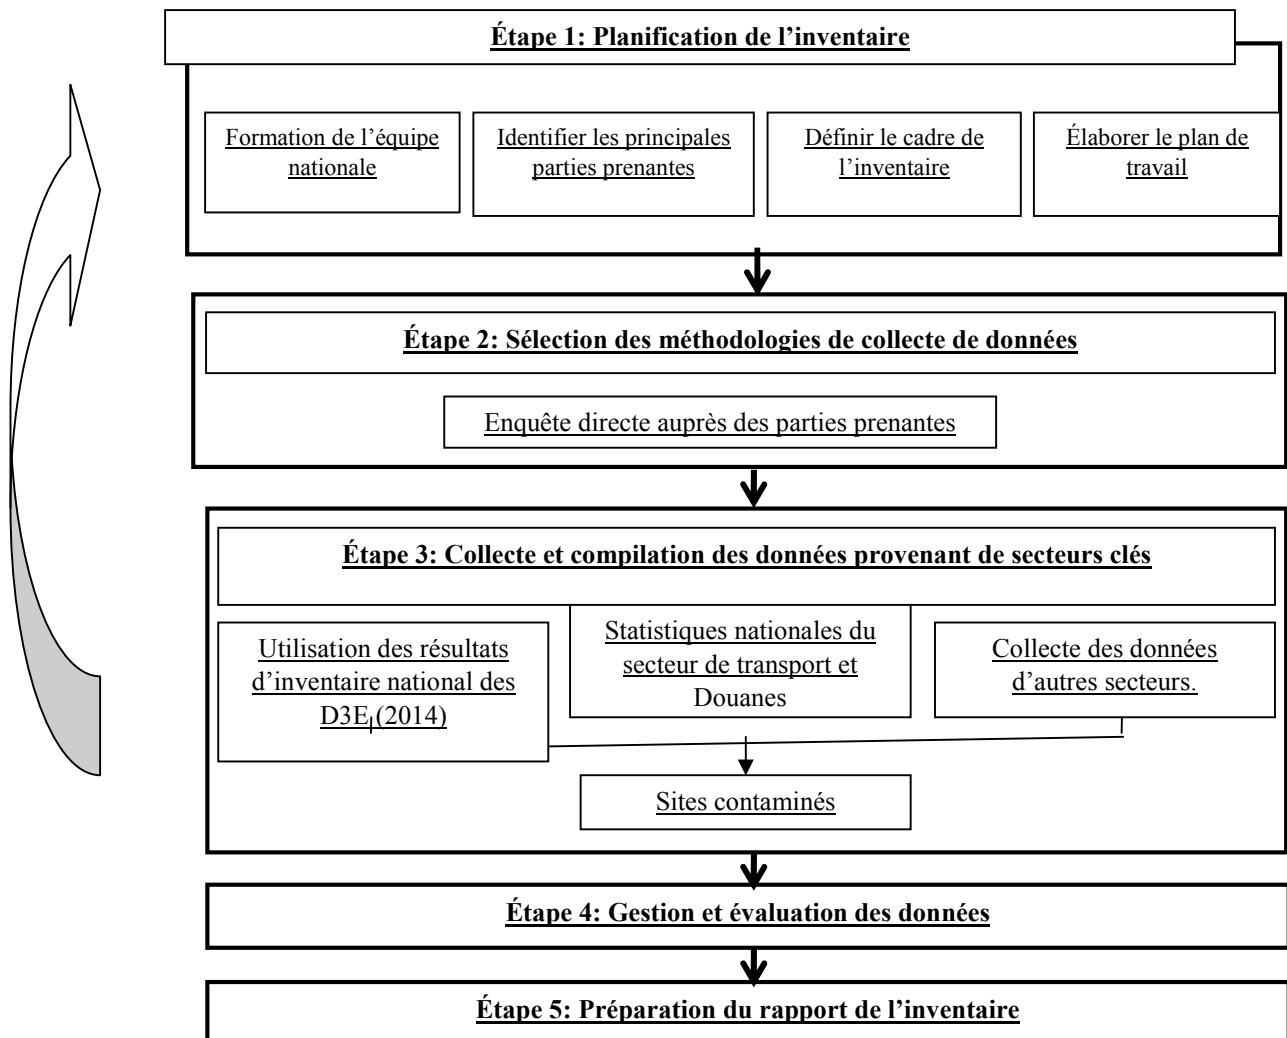 Étape 1: Planification de l’inventaire
Formation de l’équipe
nationale
Identifier les principales
parties prenantes
Définir le cadre de
l’inventaire
Élaborer le plan de
travail
Étape 2: Sélection des méthodologies de collecte de données
Enquête directe auprès des parties prenantes
Étape 3: Collecte et compilation des données provenant de secteurs clés
Utilisation des résultats
d’inventaire national des
D3E (2014)
Statistiques nationales du
secteur de transport et
Douanes
Collecte des données
d’autres secteurs.
Sites contaminés
Étape 4: Gestion et évaluation des données
Étape 5: Préparation du rapport de l’inventaire